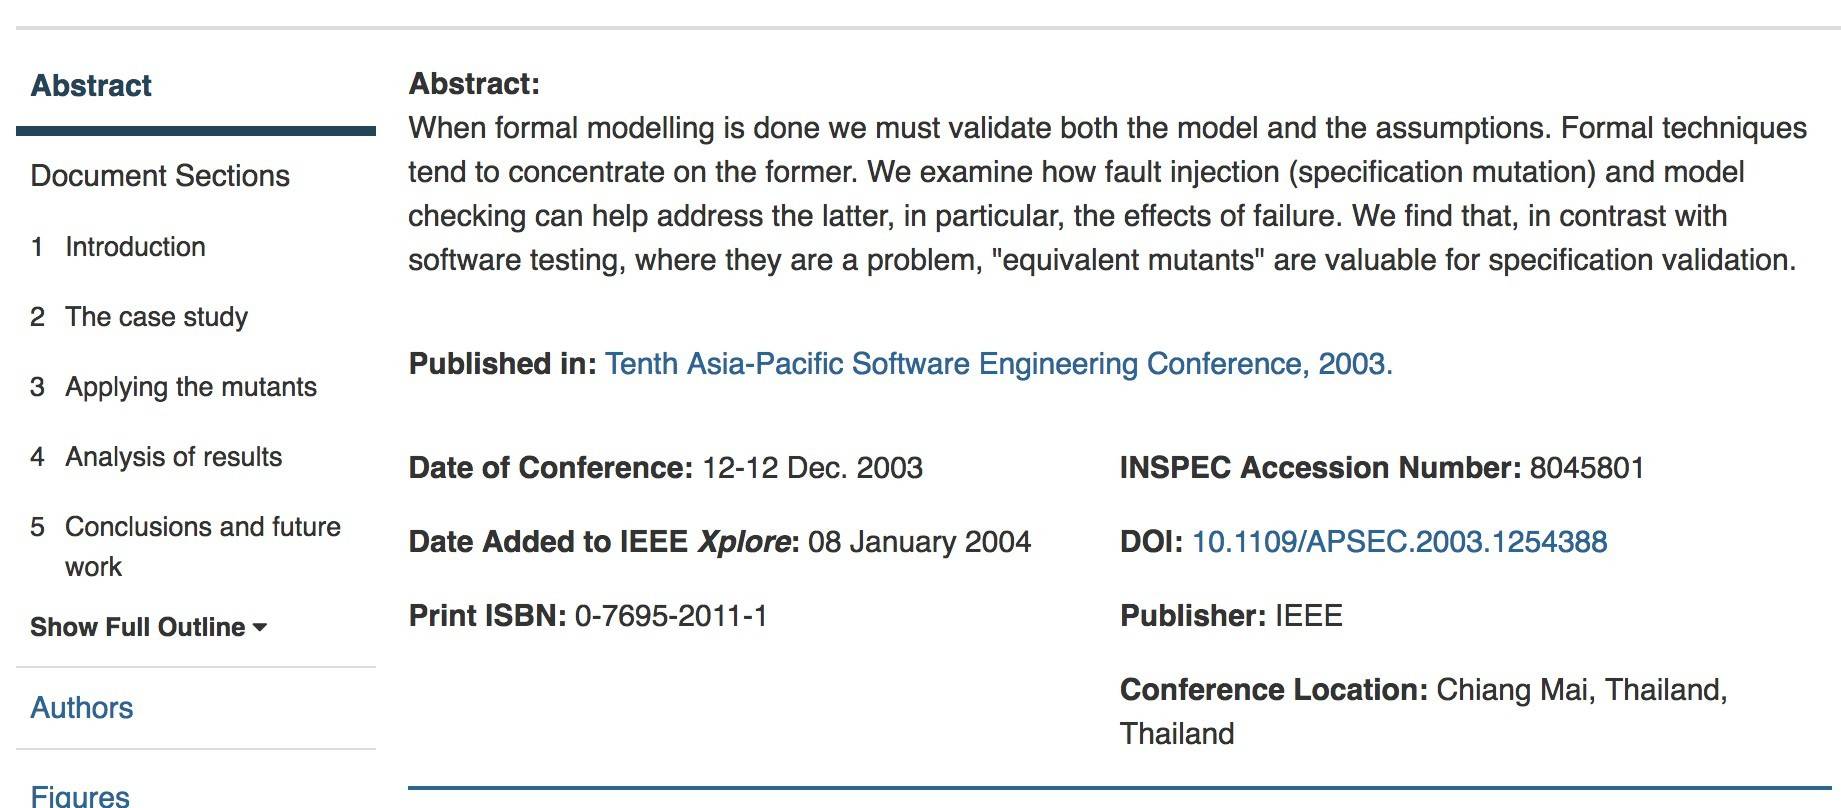 Abstract
Document Sections
1 Introduction
2 The case study
3 Applying the mutants
4 Analysis of results
5 Conclusions and future
work
Show Full Outline
Authors
Figures
Abstract:
When formal modelling is done we must validate both the model and the assumptions. Formal techniques
tend to concentrate on the former. We examine how fault injection (specification mutation) and model
checking can help address the latter, in particular, the effects of failure. We find that, in contrast with
software testing, where they are a problem, "equivalent mutants" are valuable for specification validation.
Published in: Tenth Asia-Pacific Software Engineering Conference, 2003.
Date of Conference: 12-12 Dec. 2003
Date Added to IEEE Xplore: 08 January 2004
Print ISBN: 0-7695-2011-1
INSPEC Accession Number: 8045801
DOI: 10.1109/APSEC.2003.1254388
Publisher: IEEE
Conference Location: Chiang Mai, Thailand,
Thailand